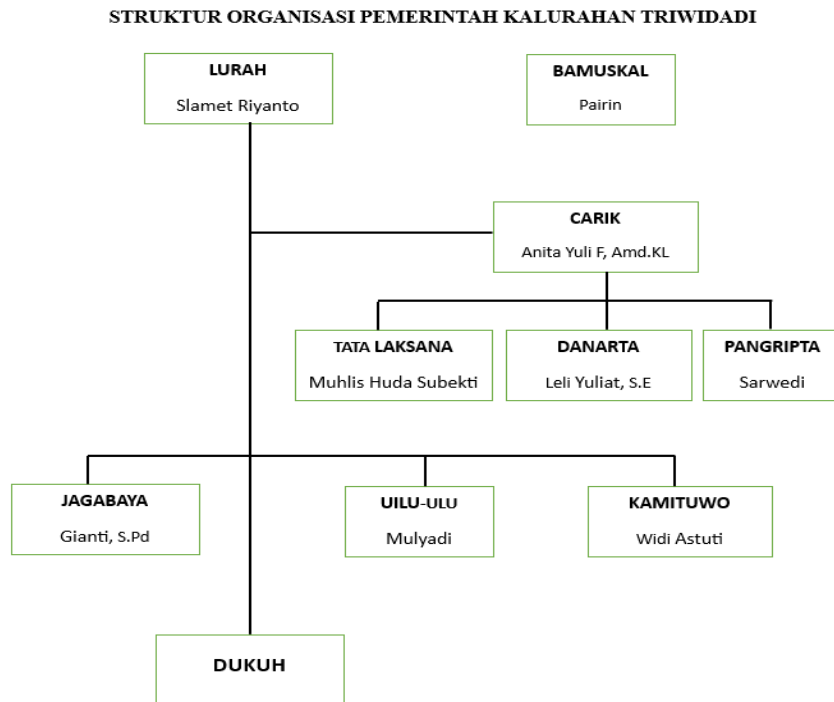 STRUKTUR ORGANISASI PEMERINTAH KALURAHAN TRIWIDADI
LURAH
Slamet Riyanto
BAMUSKAL
Pairin
CARIK
Anita Yuli F, Amd.KL
TATA LAKSANA
Muhlis Huda Subekti
DANARTA
Leli Yuliat, S.E
PANGRIPTA
Sarwedi
JAGABAYA
Gianti, S.Pd
UILU-ULU
Mulyadi
KAMITUWO
Widi Astuti
DUKUH